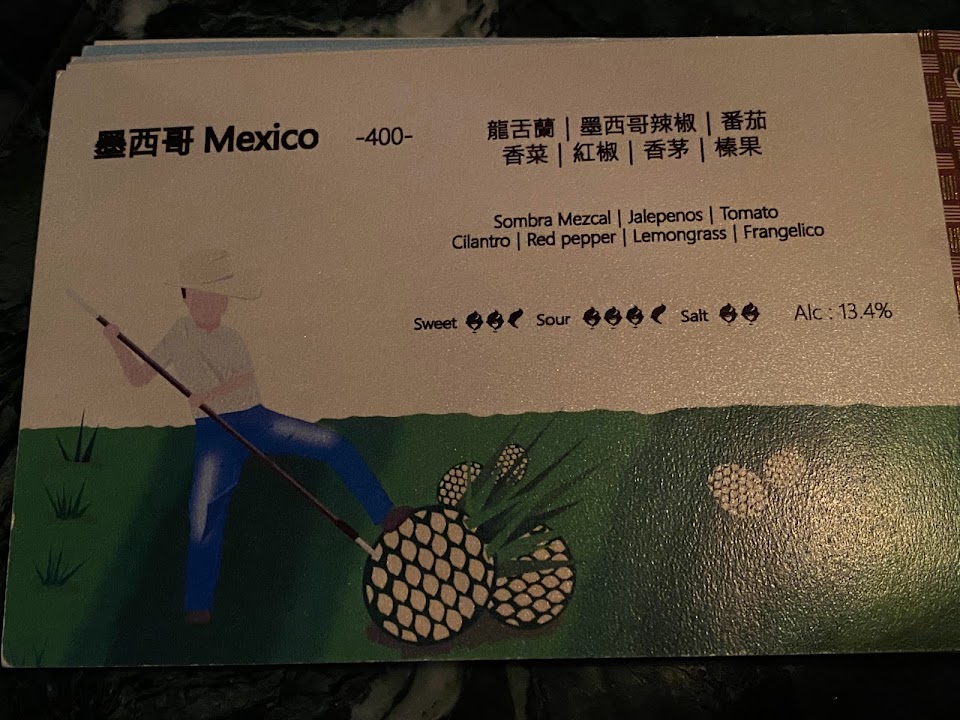 墨西哥 Mexico -400-
龍舌蘭 | 墨西哥辣椒 | 番茄
香菜 | 紅椒 | 香茅 | 榛果
Sombra Mezcal | Jalepenos | Tomato
Cilantro | Red pepper | Lemongrass | Frangelico
Sweet Sour Salt Alc : 13.4%